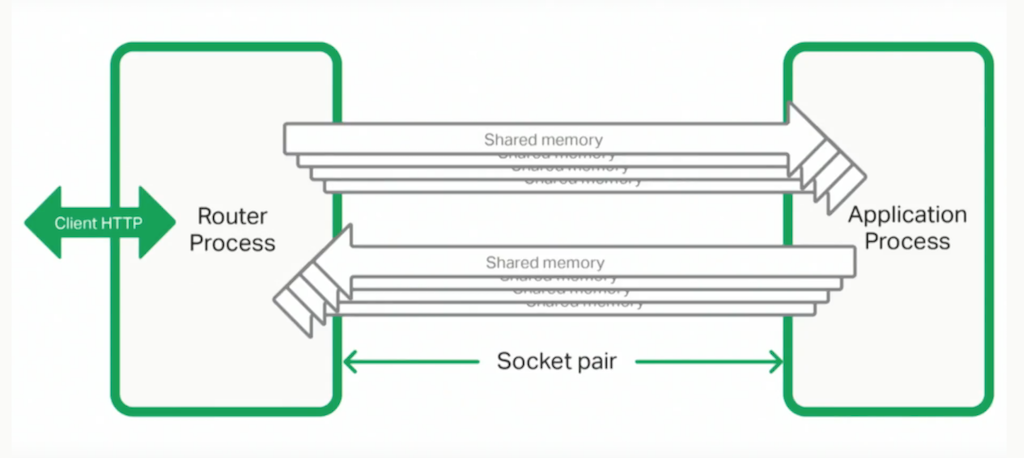 Shared memory
Shared memory
Shared memory
Shared memory
Client HTTP
Router
Process
Application
Process
Shared memory
Shared memory
Shared memory
Shared memory
Socket pair